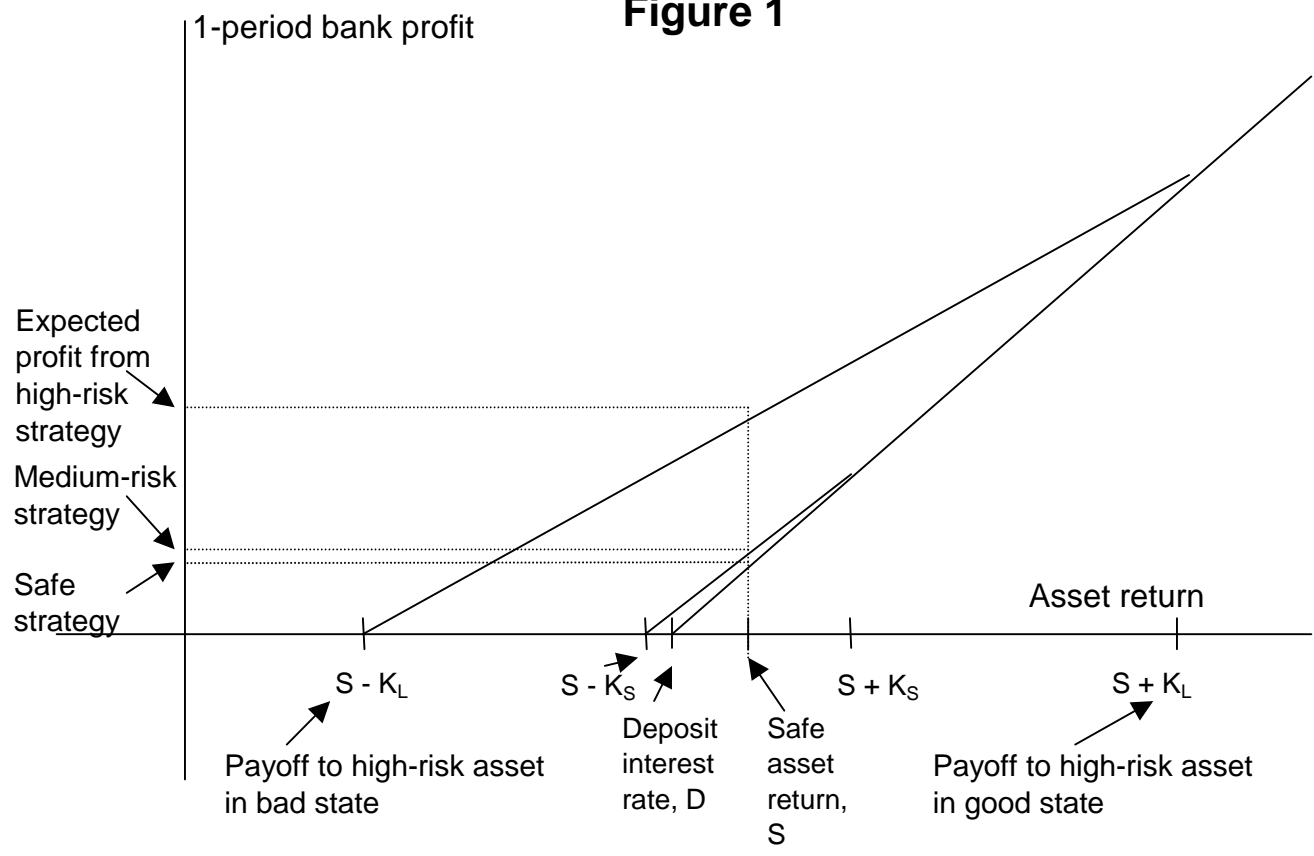 Figure 1
1-period bank profit
Expected
profit from
high-risk
strategy
Medium-risk
strategy
Safe
strategy
Asset return
S - K_L
S - K_S
S + K_S
S + K_L
Payoff to high-risk asset
in bad state
Deposit
interest
rate, D
Safe
asset
return,
S
Payoff to high-risk asset
in good state